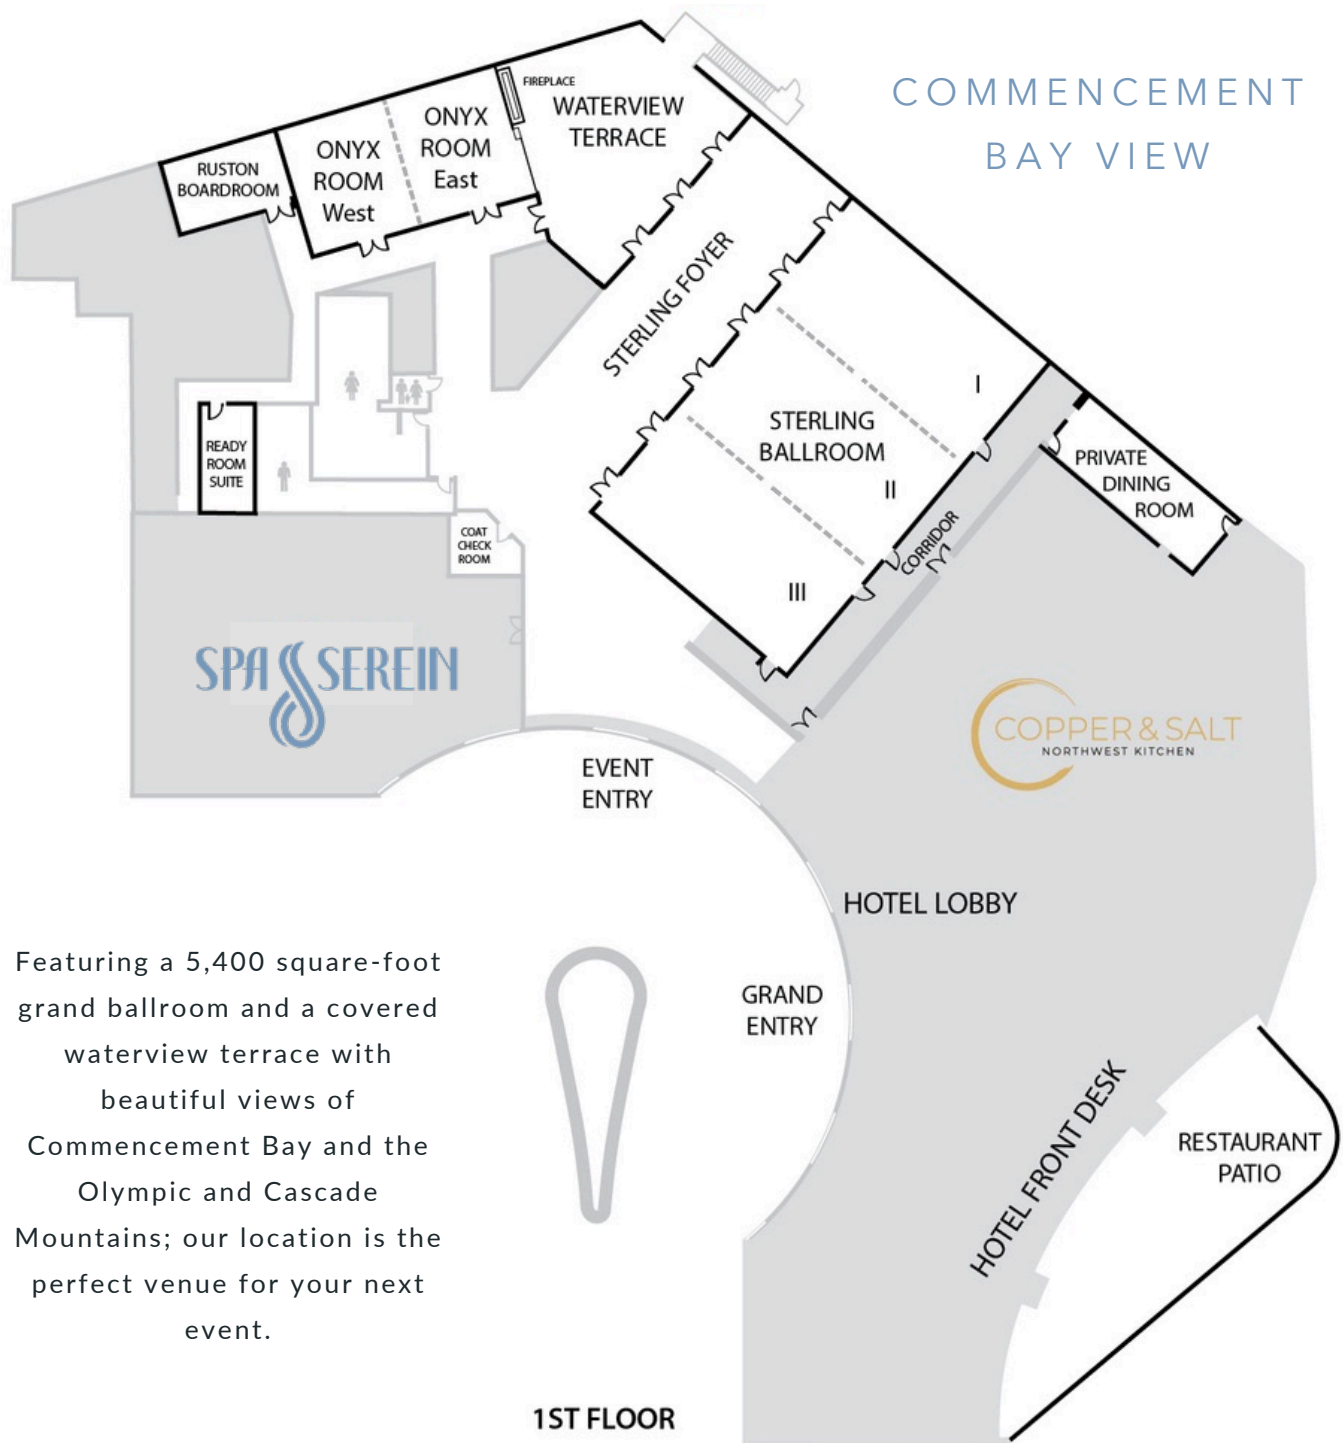 COMMENCEMENT
BAY VIEW
FIREPLACE
WATERVIEW
TERRACE
ONYX
ROOM
East
ONYX
ROOM
West
RUSTON
BOARDROOM
STERLING FOYER
I
STERLING
BALLROOM
II
III
CORRIDOR
PRIVATE
DINING
ROOM
READY
ROOM
SUITE
COAT
CHECK
ROOM
SPA SEREIN
COPPER & SALT
NORTHWEST KITCHEN
EVENT
ENTRY
HOTEL LOBBY
GRAND
ENTRY
HOTEL FRONT DESK
RESTAURANT
PATIO
Featuring a 5,400 square-foot
grand ballroom and a covered
waterview terrace with
beautiful views of
Commencement Bay and the
Olympic and Cascade
Mountains; our location is the
perfect venue for your next
event.
1ST FLOOR